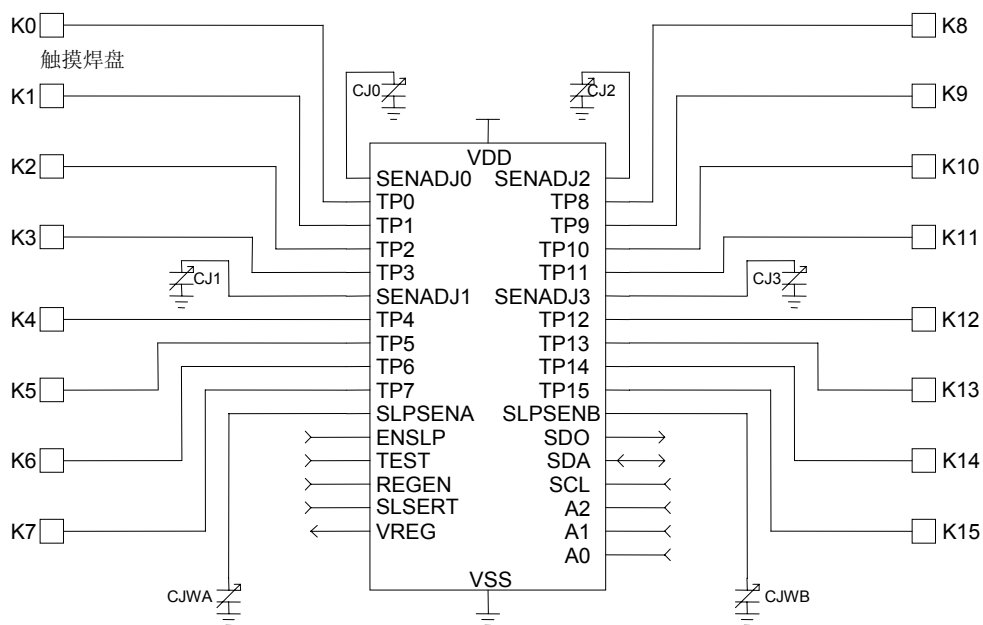 K0
触摸焊盘
K1
K2
K3
K4
K5
K6
K7
K8
K9
K10
K11
K12
K13
K14
K15
CJ0
CJ2
CJ1
CJ3
CJWA
CJWB
VDD
SENADJ0 SENADJ2
TP0 TP8
TP1 TP9
TP2 TP10
TP3 TP11
SENADJ1 SENADJ3
TP4 TP12
TP5 TP13
TP6 TP14
TP7 TP15
SLPSENA SLPSENB
ENSLP SDO
TEST SDA
REGEN SCL
SLSERT A2
VREG A1
A0
VSS